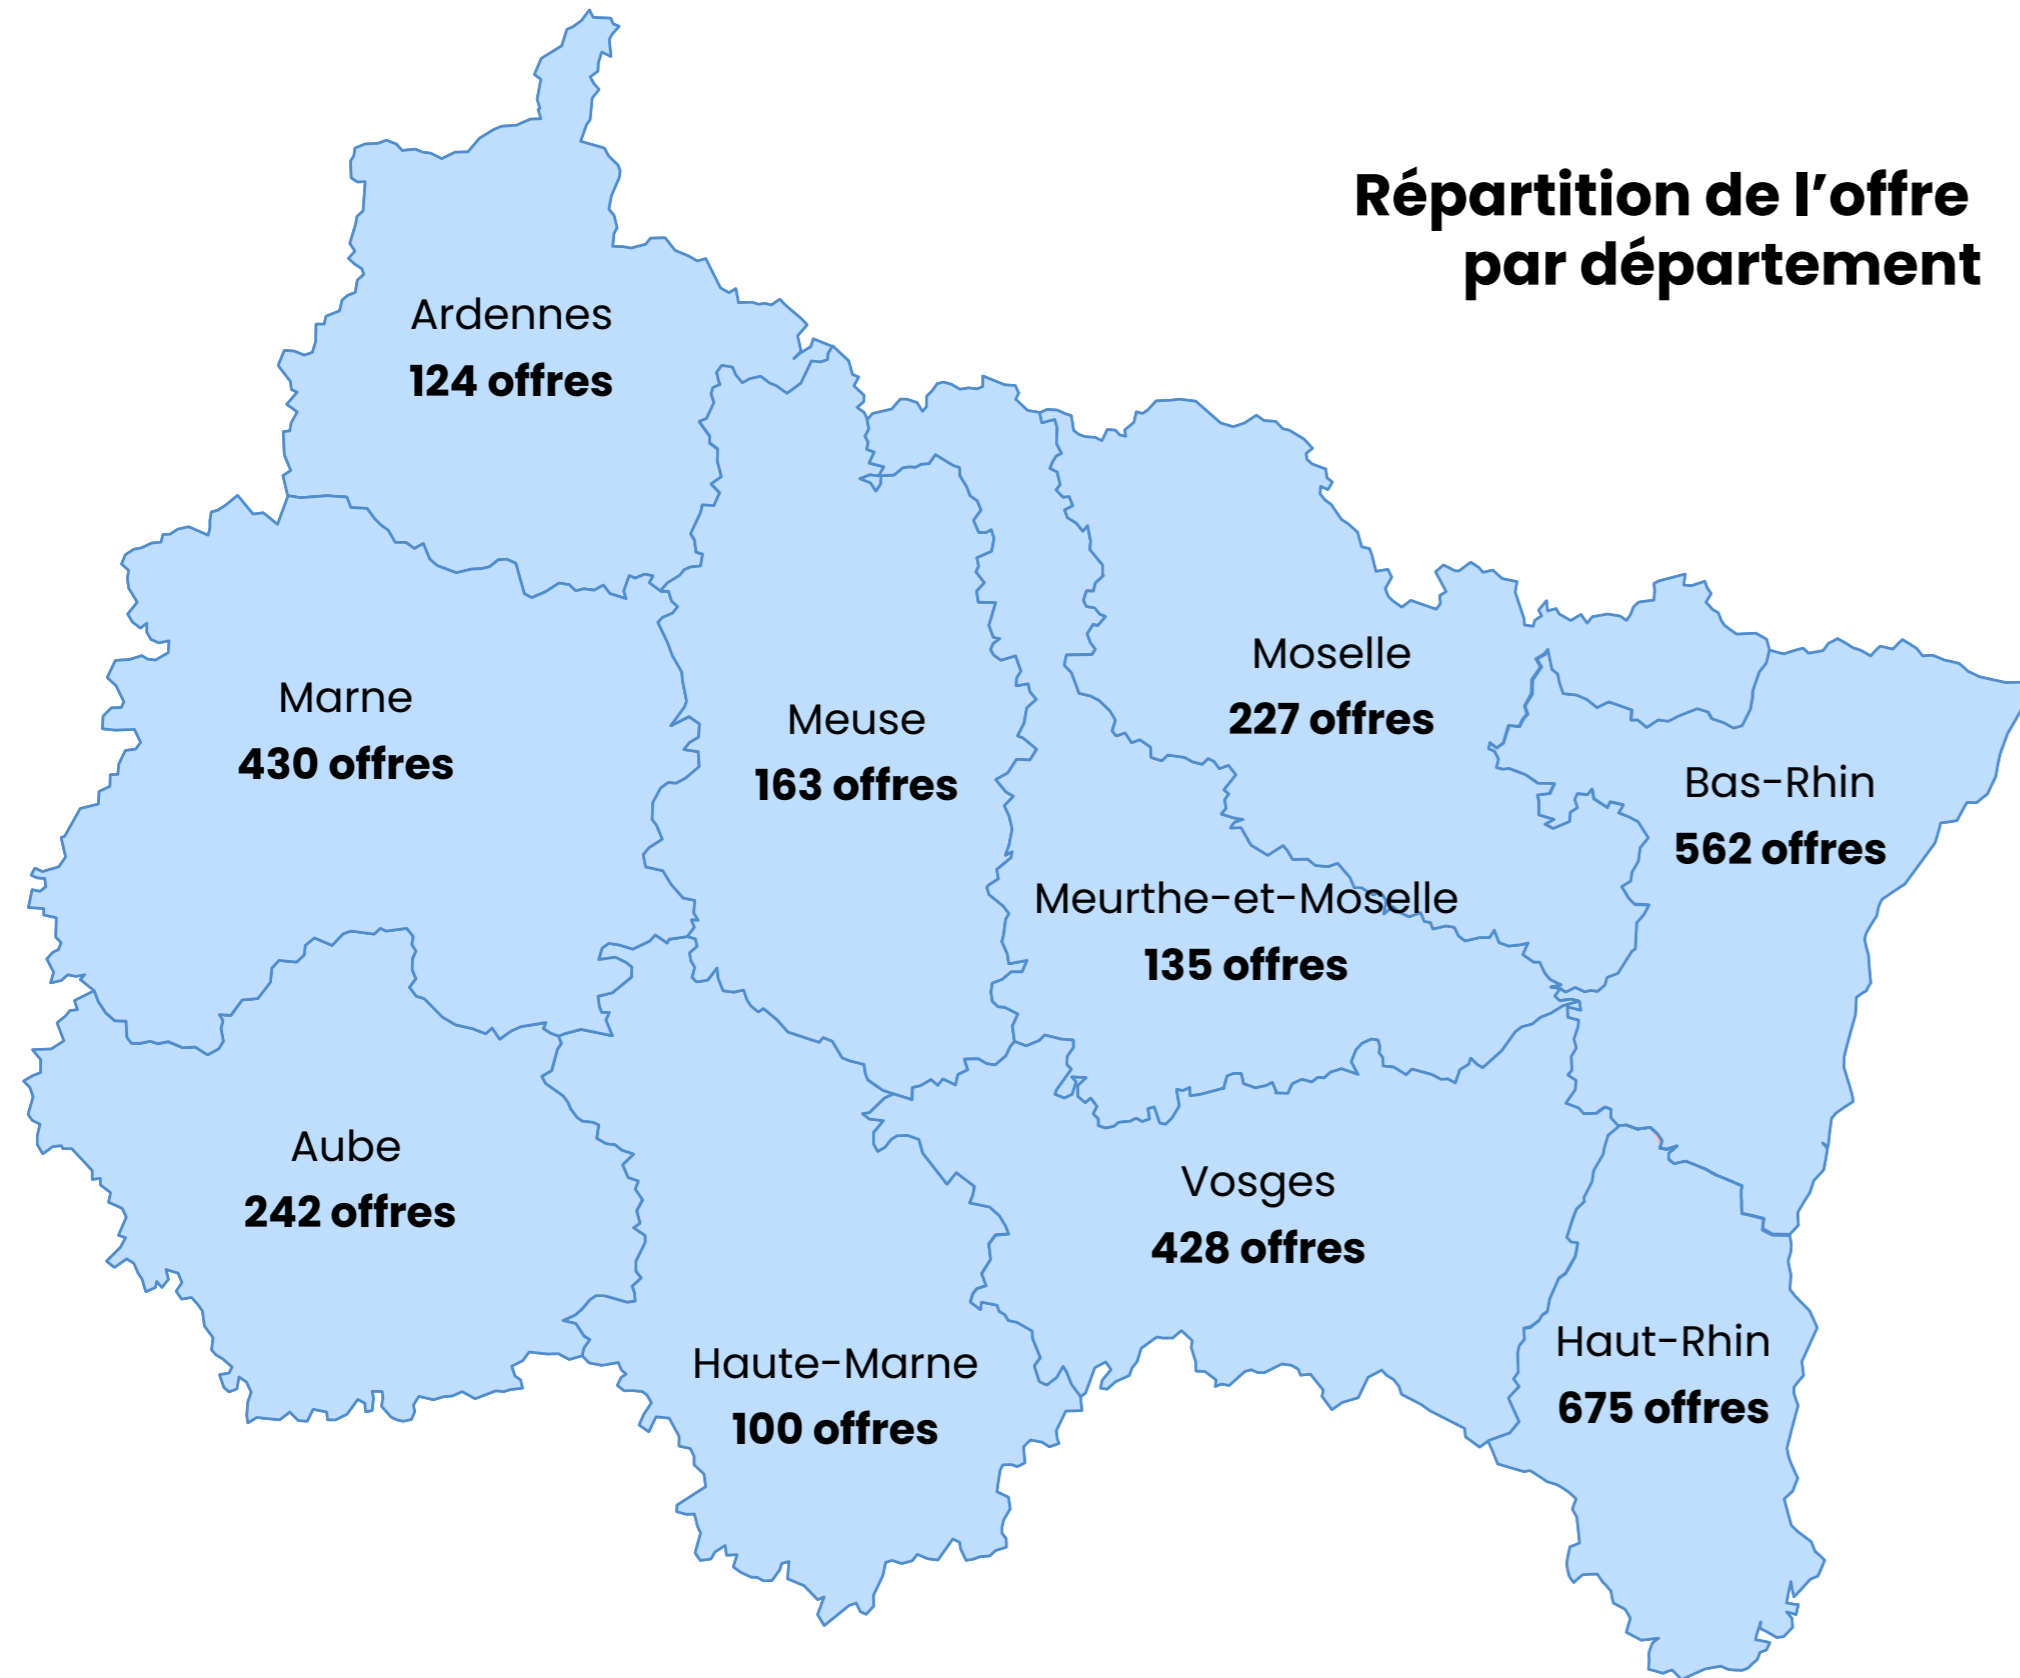 Répartition de l’offre
par département
Ardennes
124 offres
Marne
430 offres
Meuse
163 offres
Moselle
227 offres
Bas-Rhin
562 offres
Meurthe-et-Moselle
135 offres
Aube
242 offres
Vosges
428 offres
Haute-Marne
100 offres
Haut-Rhin
675 offres